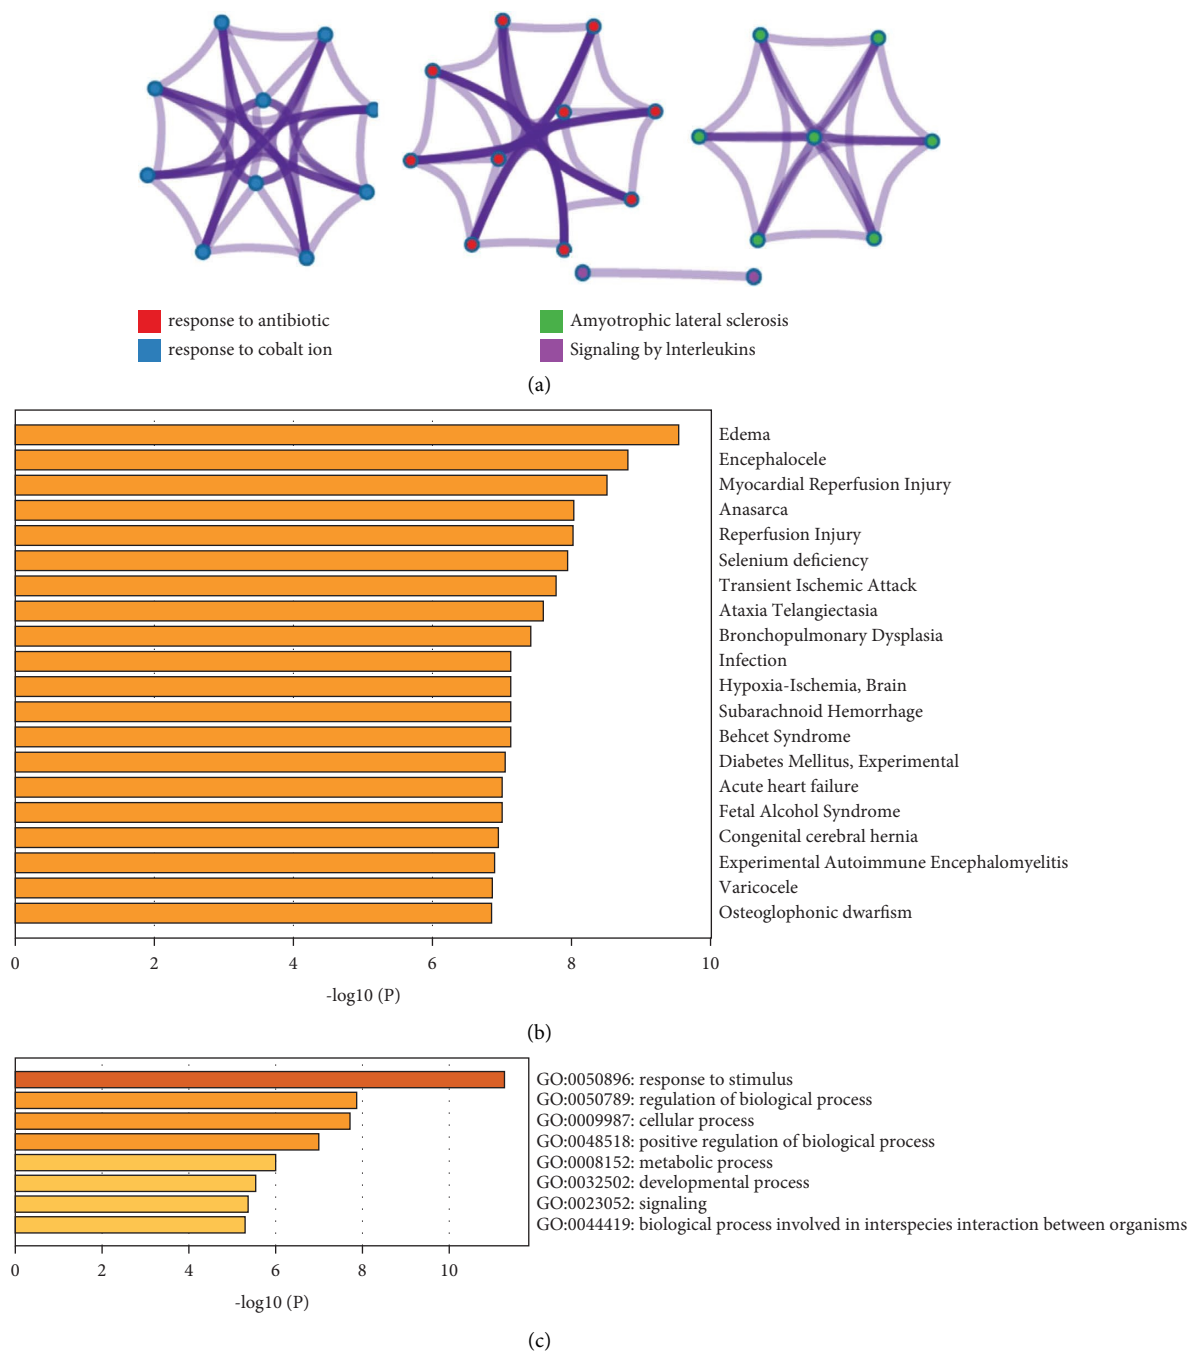 response to antibiotic
response to cobalt ion
Amyotrophic lateral sclerosis
Signaling by lnterleukins
(a)
Edema
Encephalocele
Myocardial Reperfusion Injury
Anasarca
Reperfusion Injury
Selenium deficiency
Transient Ischemic Attack
Ataxia Telangiectasia
Bronchopulmonary Dysplasia
Infection
Hypoxia-Ischemia, Brain
Subarachnoid Hemorrhage
Behcet Syndrome
Diabetes Mellitus, Experimental
Acute heart failure
Fetal Alcohol Syndrome
Congenital cerebral hernia
Experimental Autoimmune Encephalomyelitis
Varicocele
Osteoglophonic dwarfism
0 2 4 6 8 10
-log10 (P)
(b)
GO:0050896: response to stimulus
GO:0050789: regulation of biological process
GO:0009987: cellular process
GO:0048518: positive regulation of biological process
GO:0008152: metabolic process
GO:0032502: developmental process
GO:0023052: signaling
GO:0044419: biological process involved in interspecies interaction between organisms
0 2 4 6 8 10
-log10 (P)
(c)